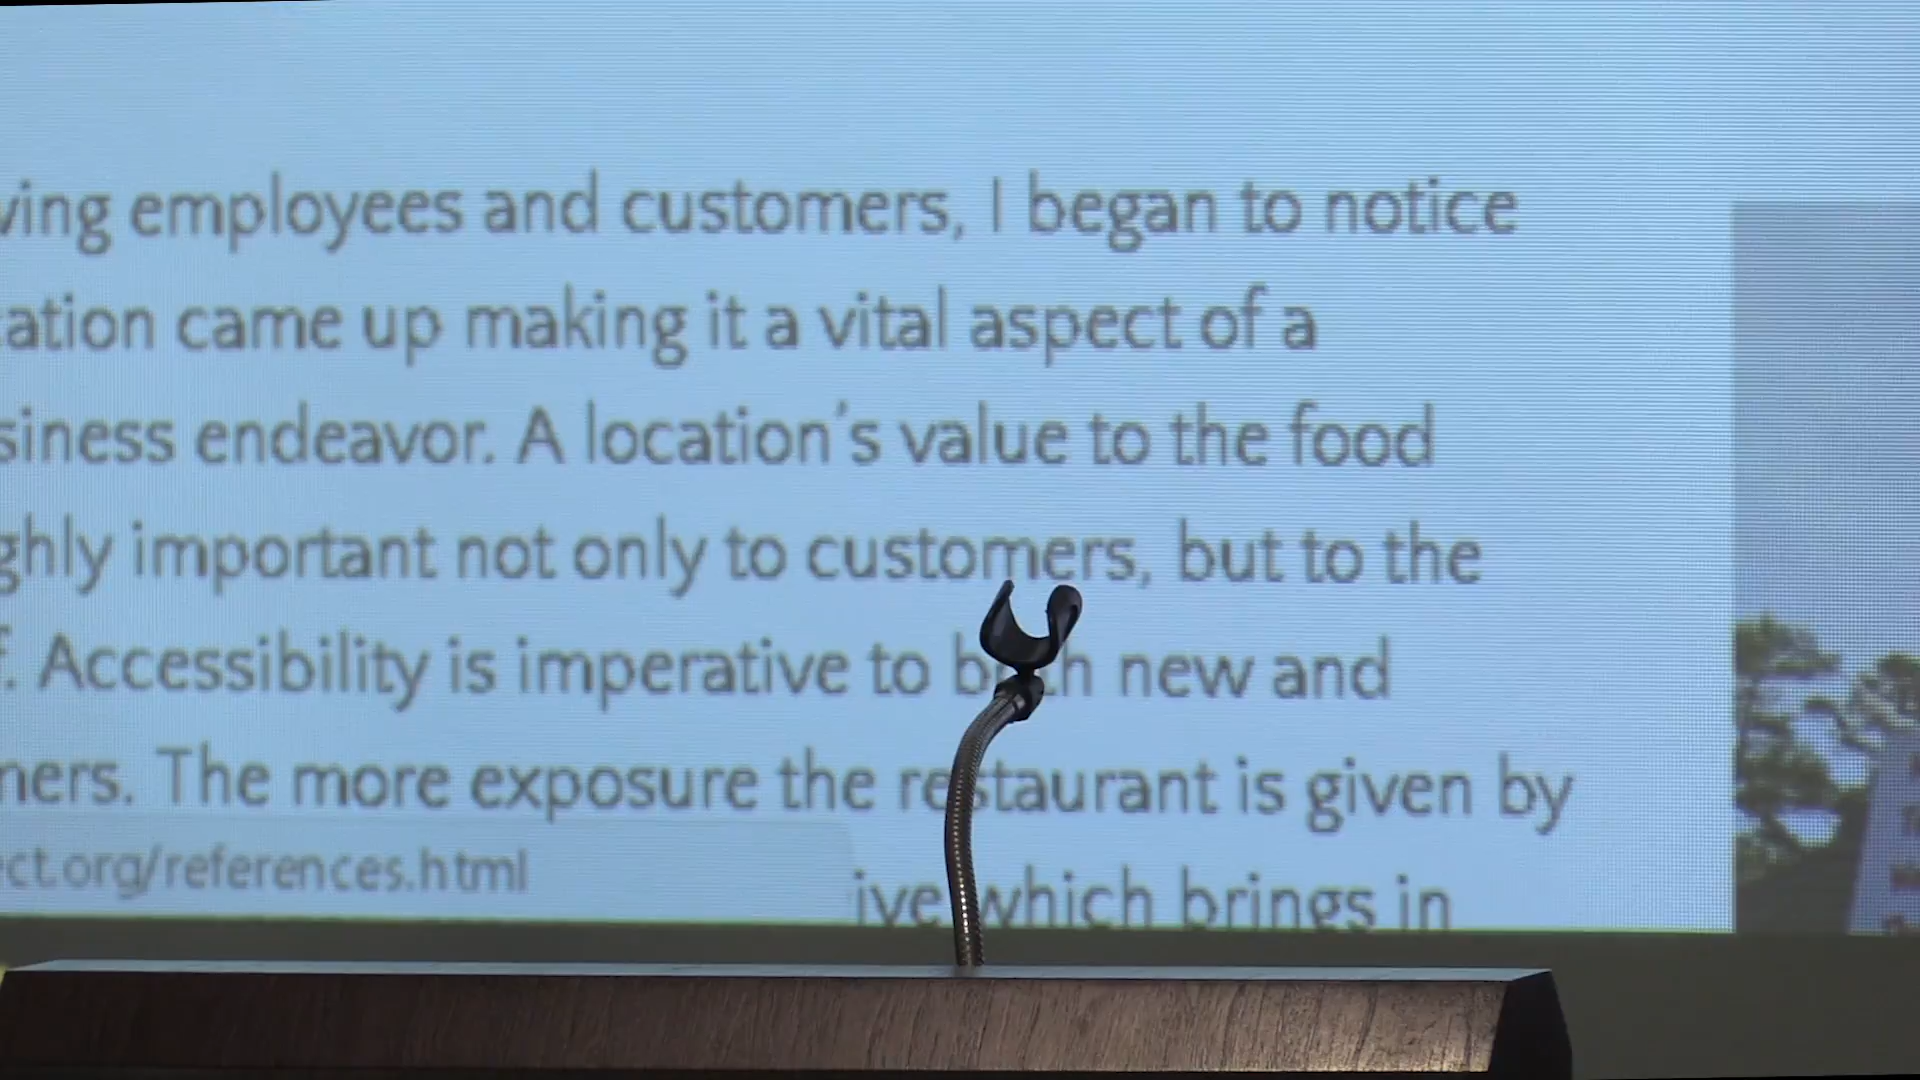 ving employees and customers, I began to notice
cation came up making it a vital aspect of a
siness endeavor. A location's value to the food
ghly important not only to customers, but to the
f. Accessibility is imperative to both new and
ners. The more exposure the restaurant is given by
ect.org/references.html
ive which brings in